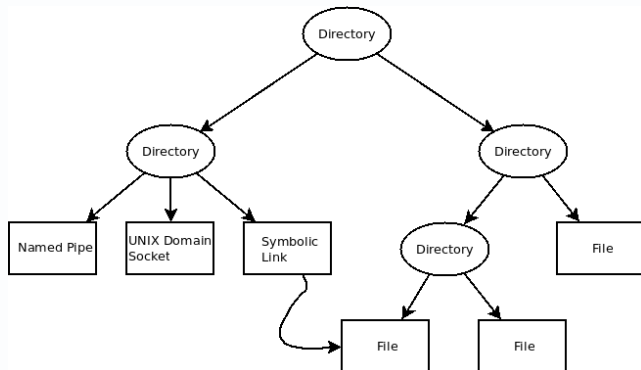 Directory
Directory
Directory
Named Pipe
UNIX Domain
Socket
Symbolic
Link
Directory
File
File
File